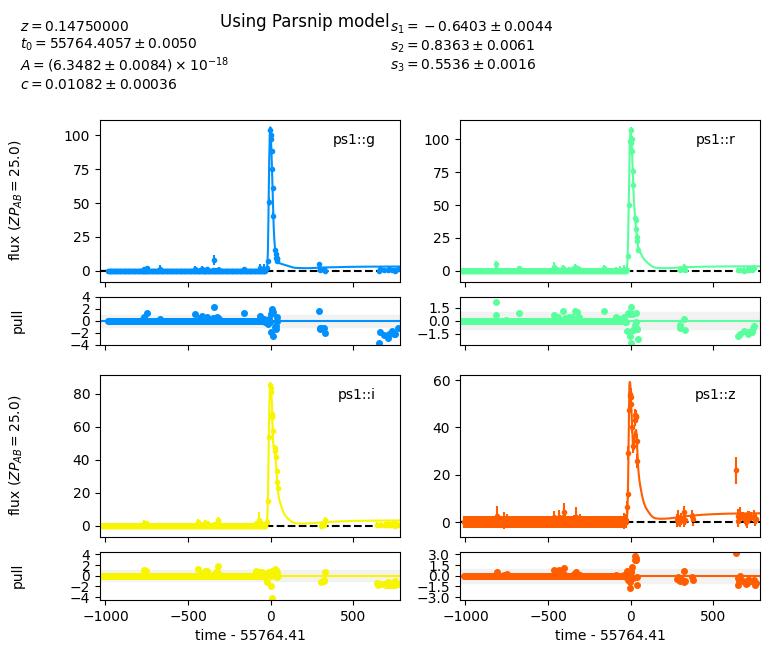 Using Parsnip model
z = 0.14750000
t0 = 55764.4057 ± 0.0050
A = (6.3482 ± 0.0084) × 10^−18
c = 0.01082 ± 0.00036
s1 = −0.6403 ± 0.0044
s2 = 0.8363 ± 0.0061
s3 = 0.5536 ± 0.0016
flux (ZP_AB = 25.0)
100
75
50
25
0
ps1::g
100
75
50
25
0
ps1::r
pull
4
2
0
−2
−4
1.5
0.0
−1.5
flux (ZP_AB = 25.0)
80
60
40
20
0
ps1::i
60
40
20
0
ps1::z
pull
4
2
0
−2
−4
3.0
1.5
0.0
−1.5
−3.0
−1000 −500 0 500
time - 55764.41
−1000 −500 0 500
time - 55764.41